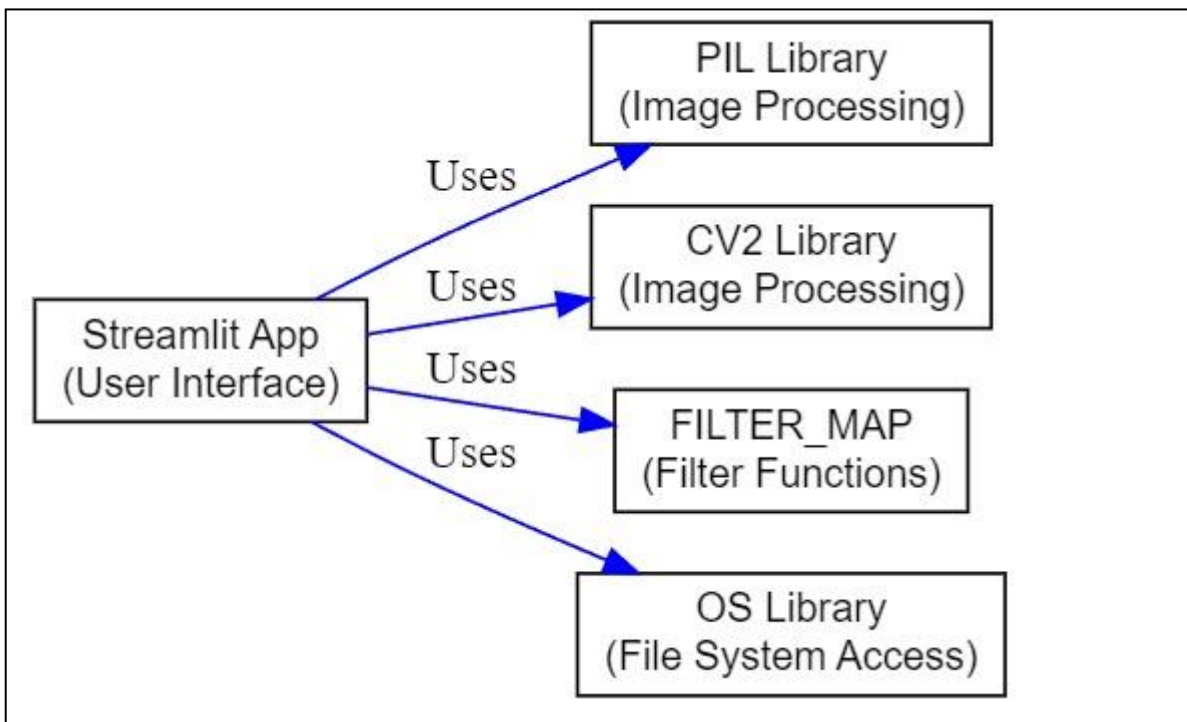 PIL Library
(Image Processing)
Uses
CV2 Library
(Image Processing)
Uses
Streamlit App
(User Interface)
Uses
FILTER_MAP
(Filter Functions)
Uses
OS Library
(File System Access)